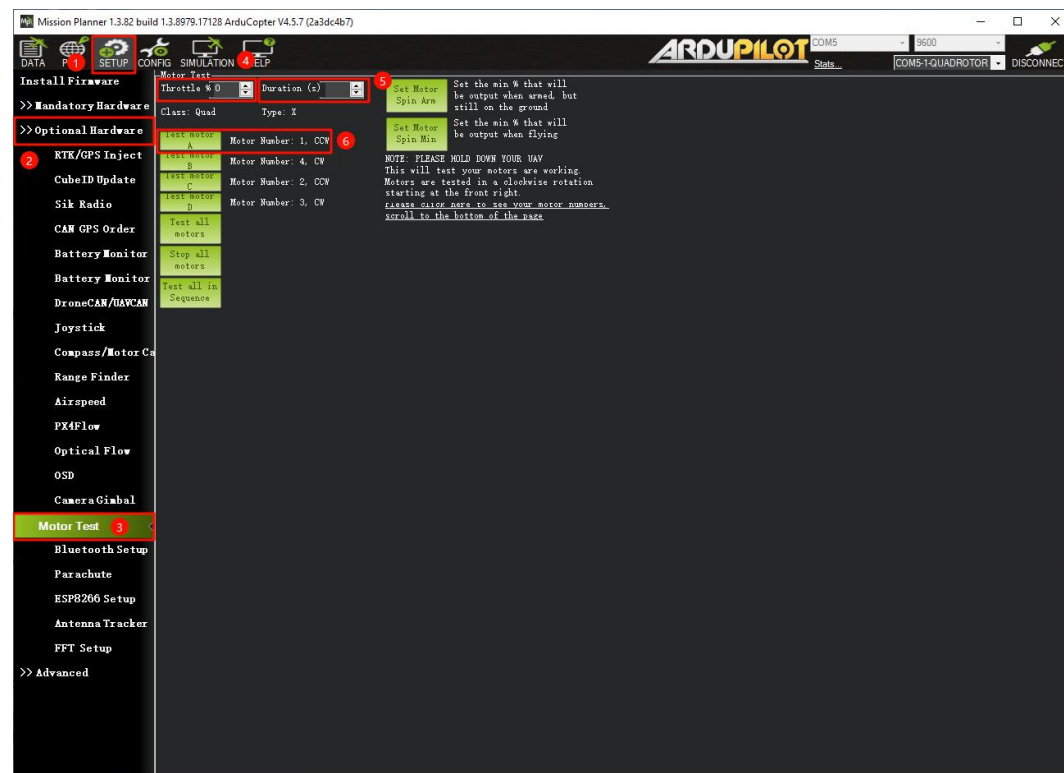 Mission Planner 1.3.82 build 1.3.8979.17128 ArduCopter V4.5.7 (2a3dc4b7)
DATA P 1 SETUP CONFIG SIMULATION 4 ELP
ARDUPILOT
COM5
9600
Stats...
COM5-1-QUADROTOR
DISCONNEC
Install Firmware
>> Mandatory Hardware
>> Optional Hardware
2
RTK/GPS Inject
CubeID Update
Sik Radio
CAN GPS Order
Battery Monitor
Battery Monitor
DroneCAN/UAVCAN
Joystick
Compass/Motor Ca
Range Finder
Airspeed
PX4Flow
Optical Flow
OSD
Camera Gimbal
Motor Test 3
Bluetooth Setup
Parachute
ESP8266 Setup
Antenna Tracker
FFT Setup
>> Advanced
Motor Test
Throttle % 0
Duration (s)
5
Class: Quad
Type: X
Test motor
A
Motor Number: 1, CCW
6
Test motor
B
Motor Number: 4, CW
Test motor
C
Motor Number: 2, CCW
Test motor
D
Motor Number: 3, CW
Test all
motors
Stop all
motors
Test all in
Sequence
Set Motor
Spin Arm
Set the min % that will
be output when armed, but
still on the ground
Set Motor
Spin Min
Set the min % that will
be output when flying
NOTE: PLEASE HOLD DOWN YOUR UAV
This will test your motors are working.
Motors are tested in a clockwise rotation
starting at the front right.
Please click here to see your motor numbers,
scroll to the bottom of the page